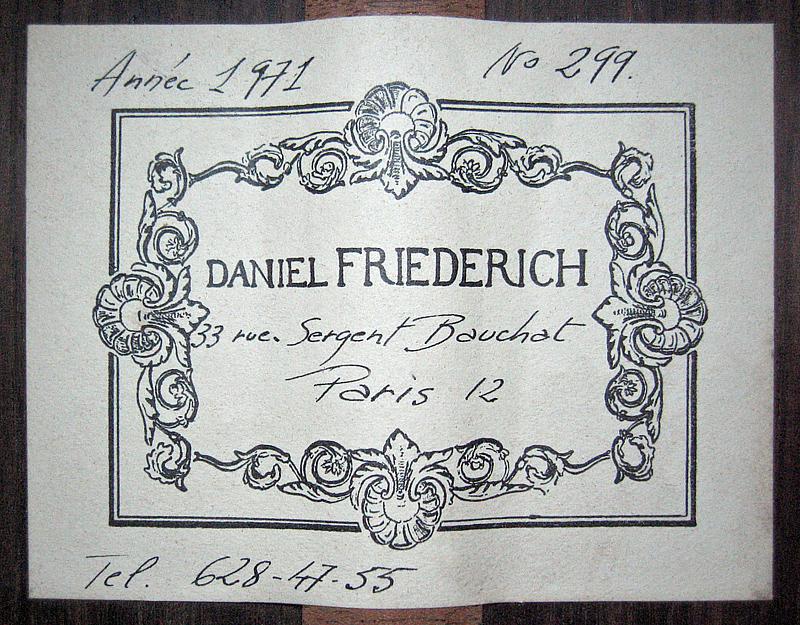 Année 1971 No 299.
DANIEL FRIEDERICH
33 rue. Sergent Bauchat
Paris 12
Tel. 628-47-55